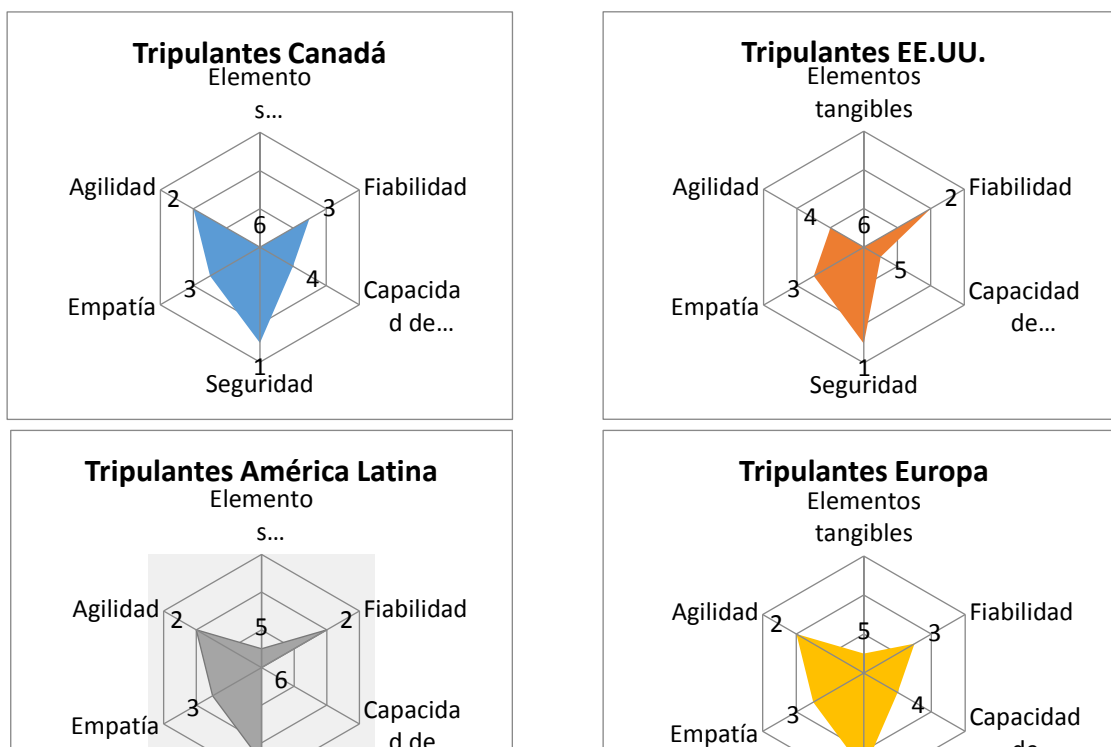 Tripulantes Canadá
Elemento
s...
Agilidad
2
3
Fiabilidad
6
Empatía
3
4
Capacida
d de...
1
Seguridad
Tripulantes EE.UU.
Elementos
tangibles
Agilidad
4
2
Fiabilidad
6
Empatía
3
5
Capacidad
de...
1
Seguridad
Tripulantes América Latina
Elemento
s...
Agilidad
2
2
Fiabilidad
5
6
Empatía
3
Capacida
d de
Tripulantes Europa
Elementos
tangibles
Agilidad
2
3
Fiabilidad
5
Empatía
3
4
Capacidad